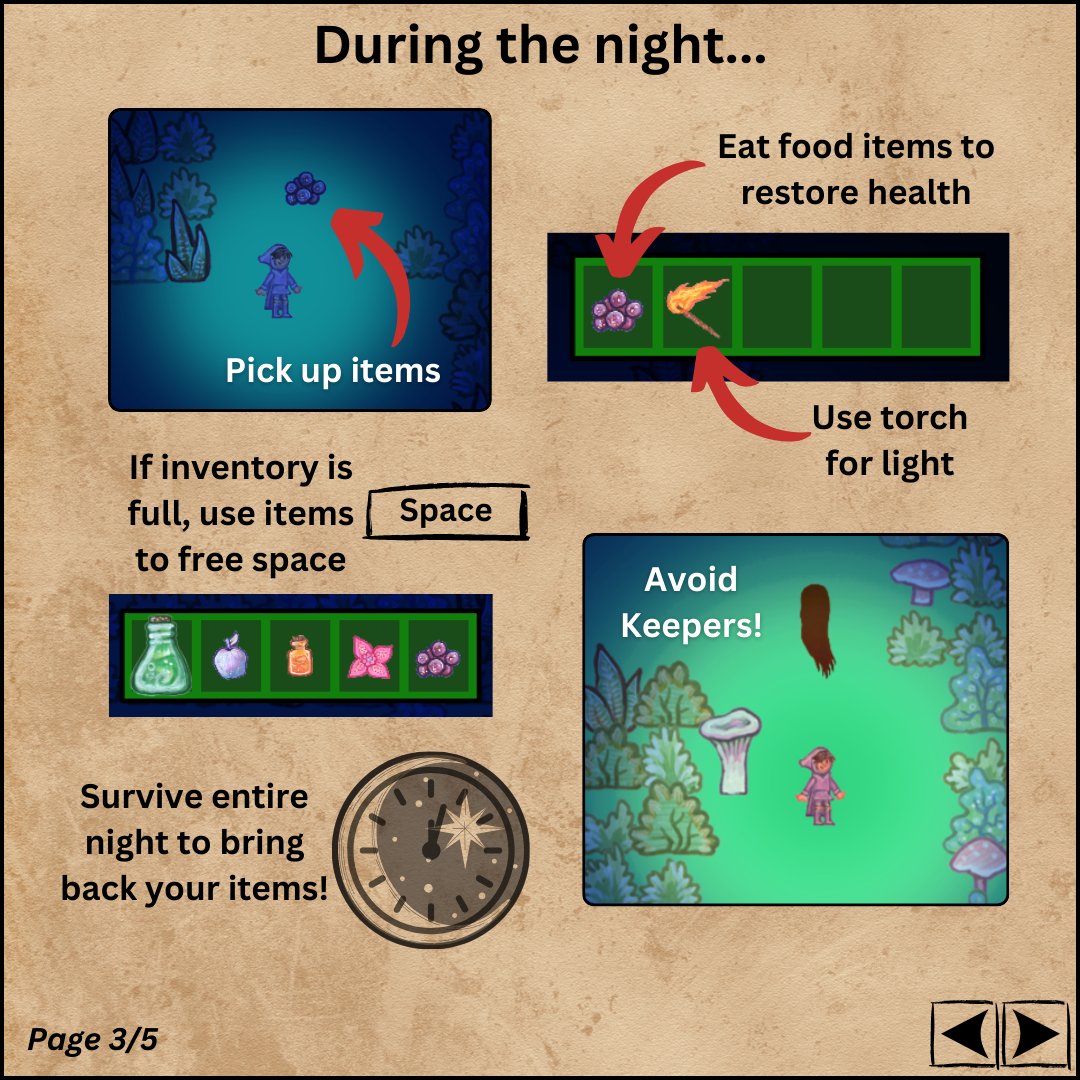 During the night...
Eat food items to
restore health
Pick up items
Use torch
for light
If inventory is
full, use items
to free space
Space
Avoid
Keepers!
Survive entire
night to bring
back your items!
Page 3/5